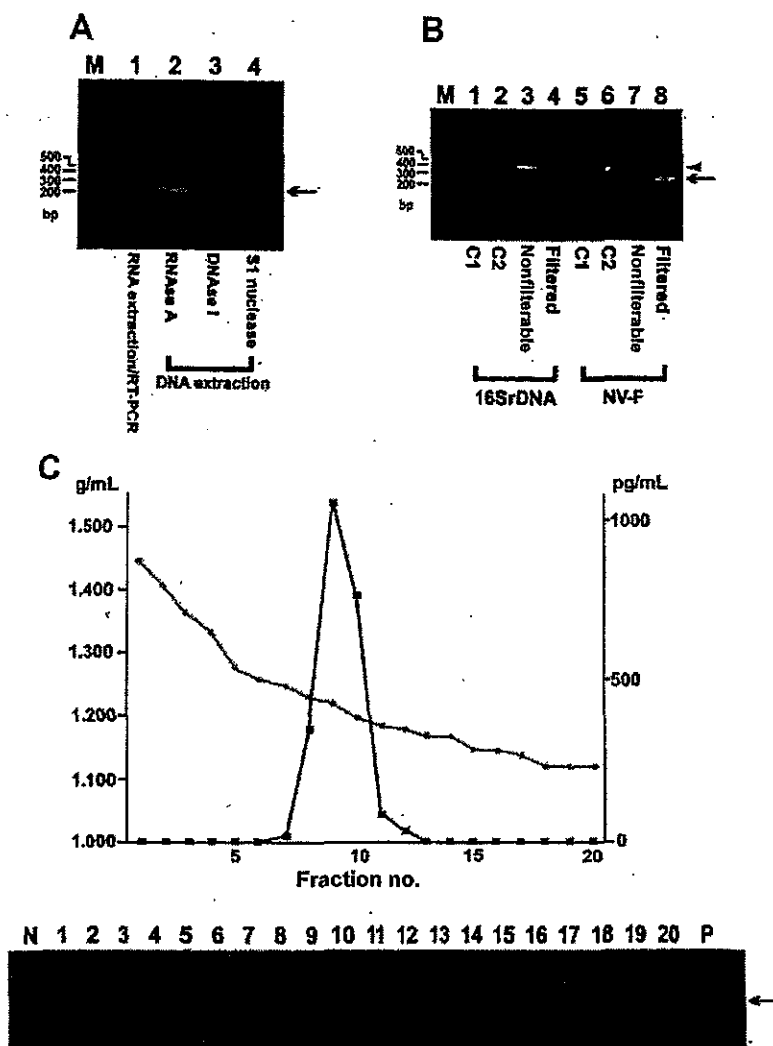 A
M 1 2 3 4
500
400
300
200
bp
RNA extraction/RT-PCR
RNAse A
DNAse I
S1 nuclease
DNA extraction
B
M 1 2 3 4 5 6 7 8
500
400
300
200
bp
C1
C2
Nonfilterable
Filtered
C1
C2
Nonfilterable
Filtered
16SrDNA
NV-F
C
g/mL
pg/mL
1.500
1.400
1.300
1.200
1.100
1.000
1000
500
0
5 10 15 20
Fraction no.
N 1 2 3 4 5 6 7 8 9 10 11 12 13 14 15 16 17 18 19 20 P